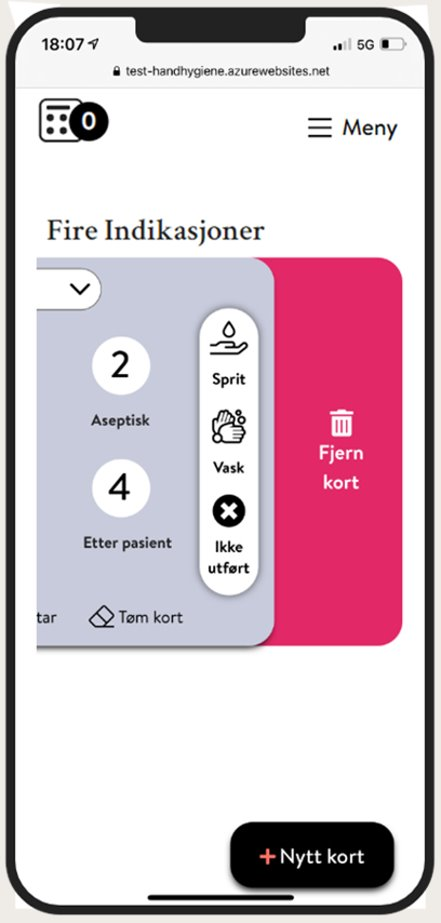 18:07
5G
test-handhygiene.azurewebsites.net
0
Meny
Fire Indikasjoner
2
Aseptisk
Sprit
Vask
4
Etter pasient
Ikke
utført
Fjern
kort
tar
Tøm kort
+Nytt kort